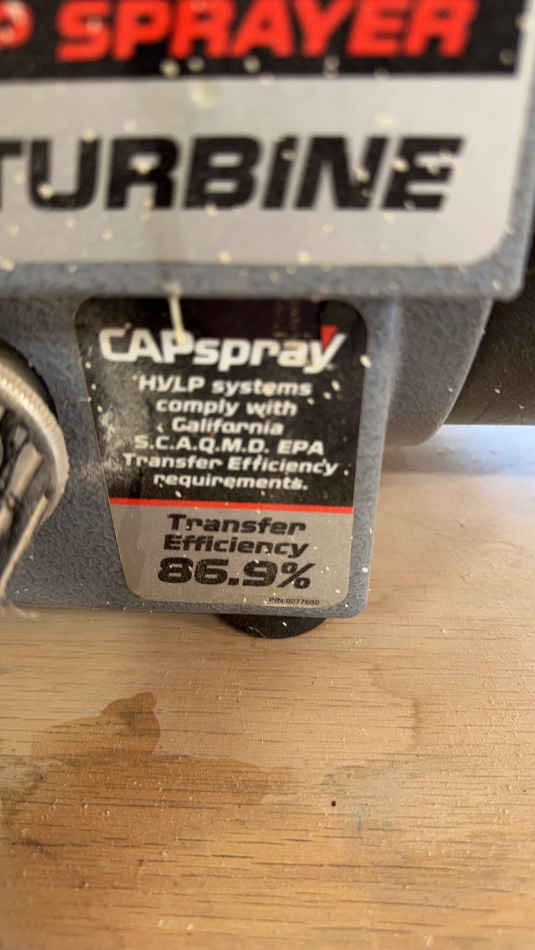 P SPRAYER
TURBINE
CAPspray
HVLP systems
comply with
California
S.C.A.Q.M.D. EPA
Transfer Efficiency
requirements.
Transfer
Efficiency
86.9%